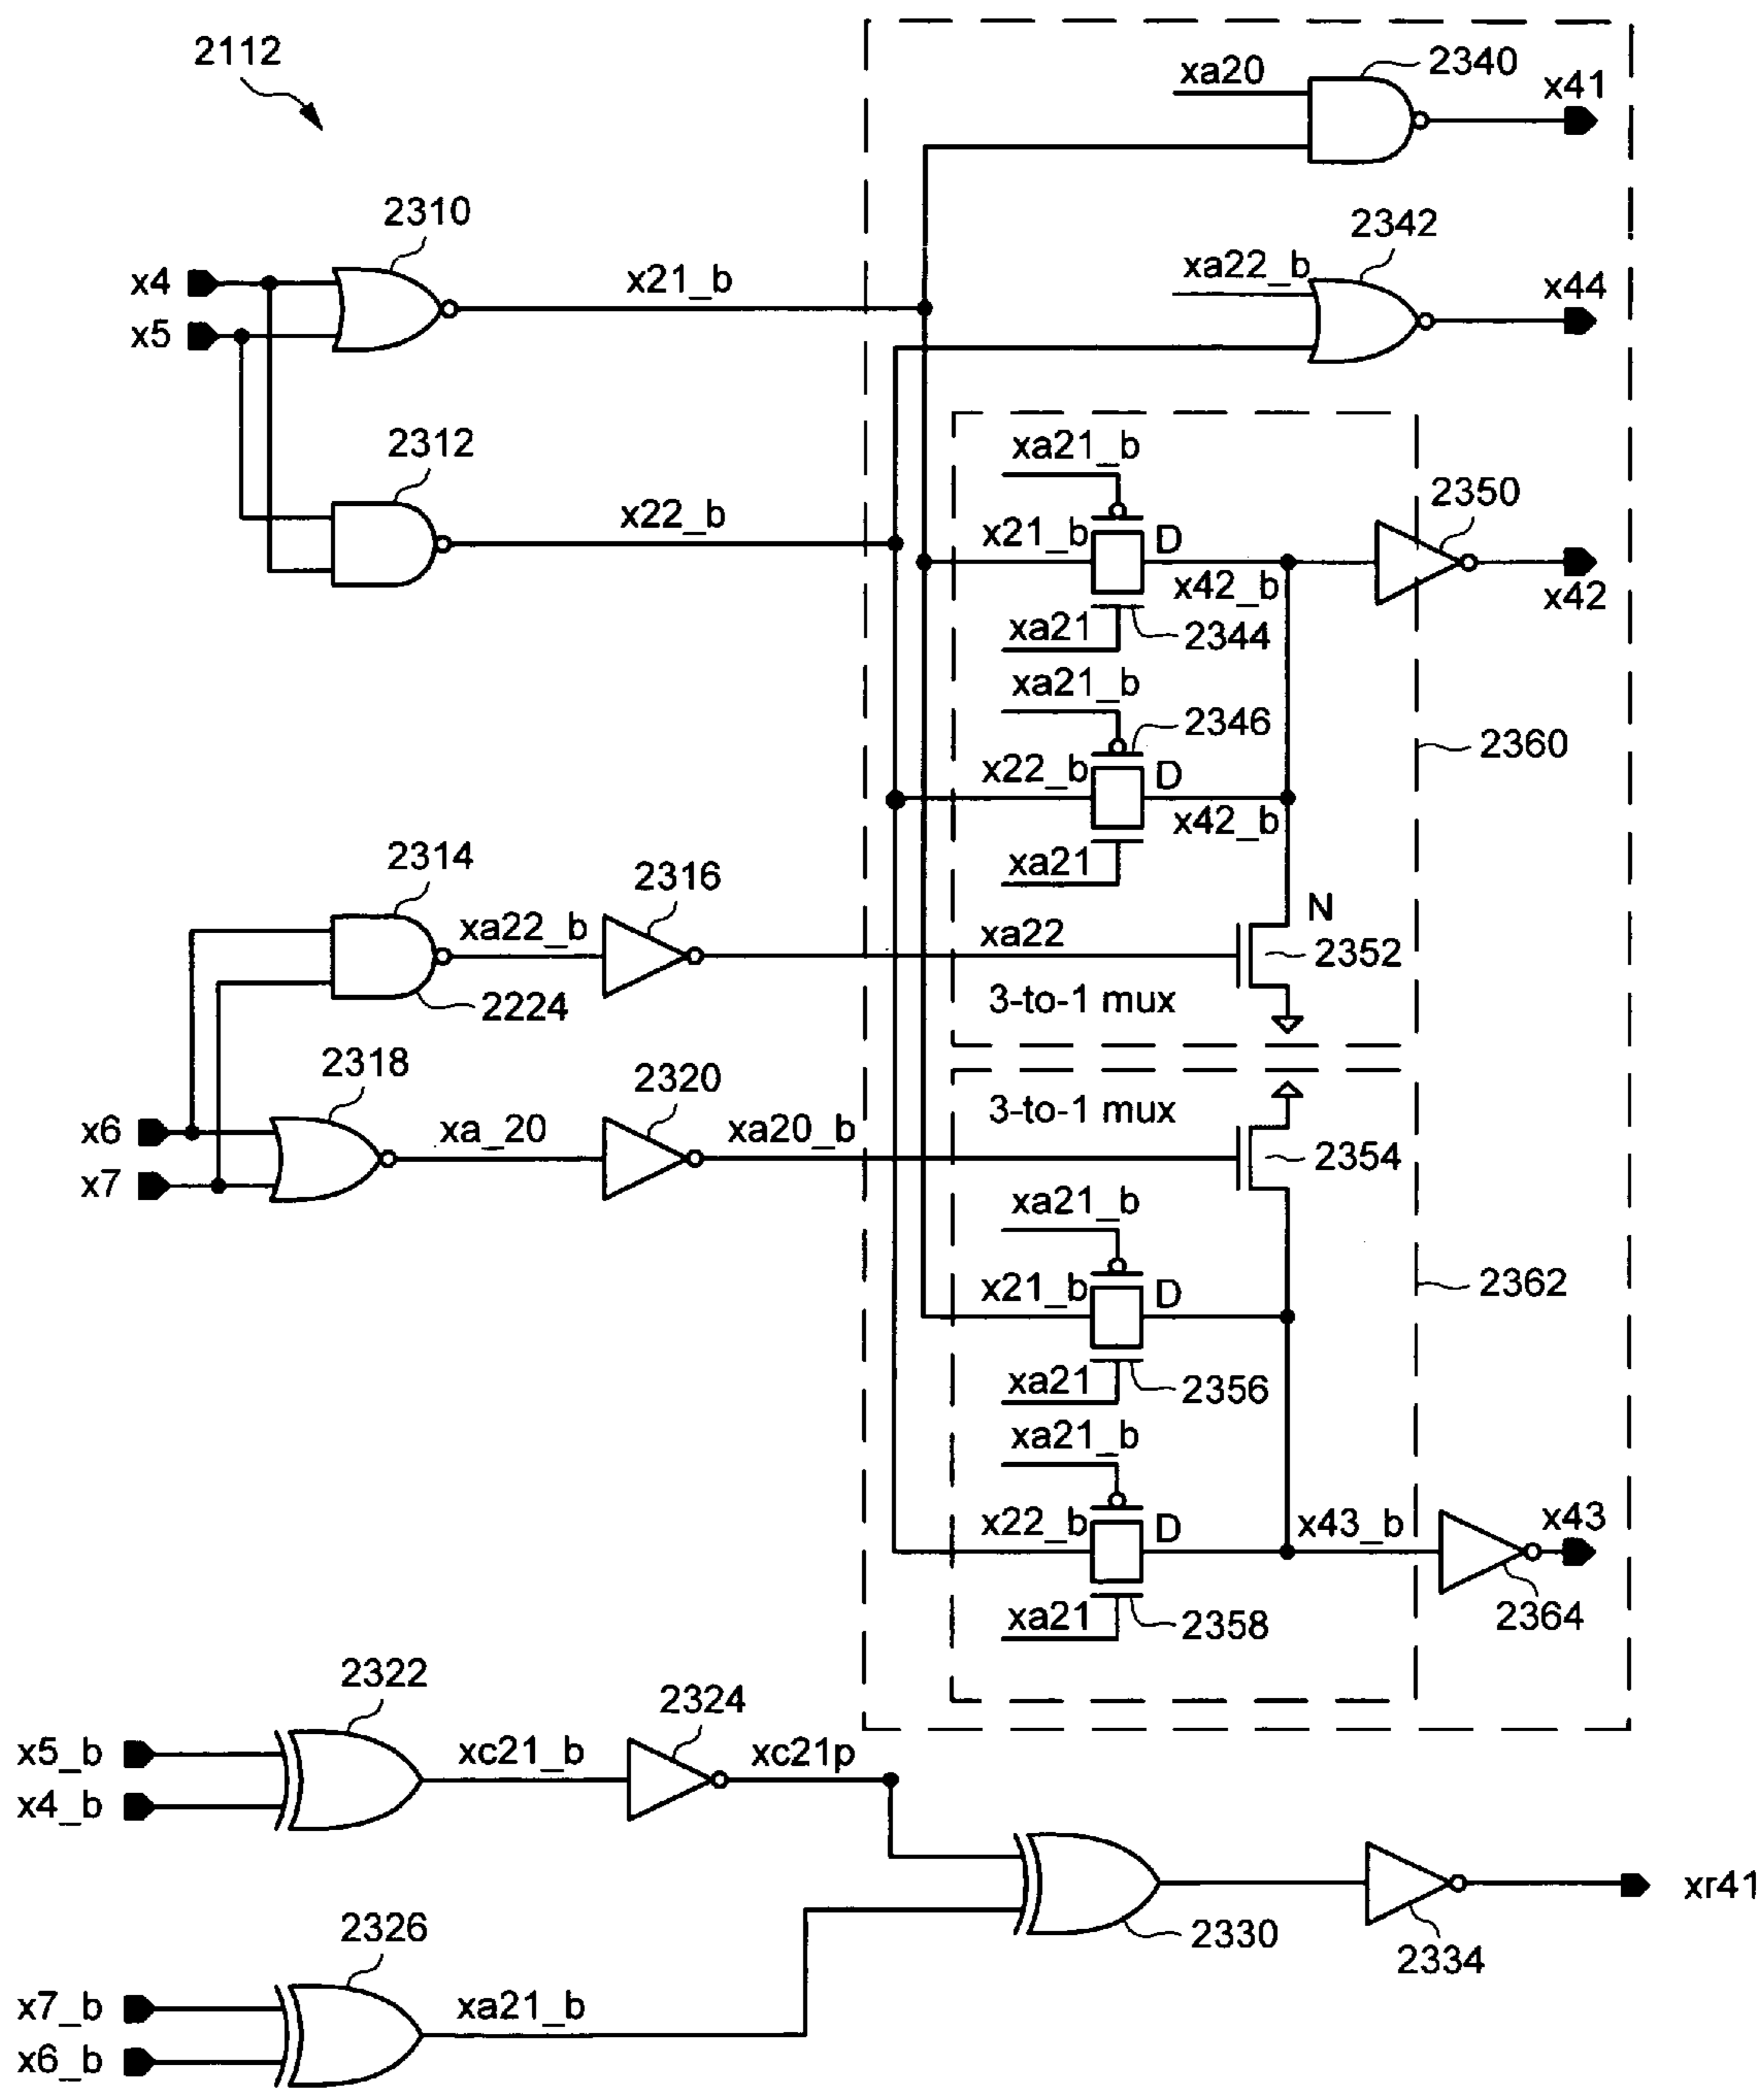 2112
xa20
2340
x41
2310
2342
x4
x21_b
xa22_b
x44
x5
2312
xa21_b
2350
x22_b
x21_b
D
x42_b
x42
xa21
2344
xa21_b
2346
2360
x22_b
D
x42_b
2314
2316
xa21
xa22_b
xa22
N
2352
2224
3-to-1 mux
2318
2320
3-to-1 mux
x6
xa_20
xa20_b
2354
x7
xa21_b
x21_b
D
2362
xa21
2356
xa21_b
x22_b
D
x43_b
x43
xa21
2358
2364
2322
2324
x5_b
xc21_b
xc21p
x4_b
xr41
2326
2330
2334
x7_b
xa21_b
x6_b